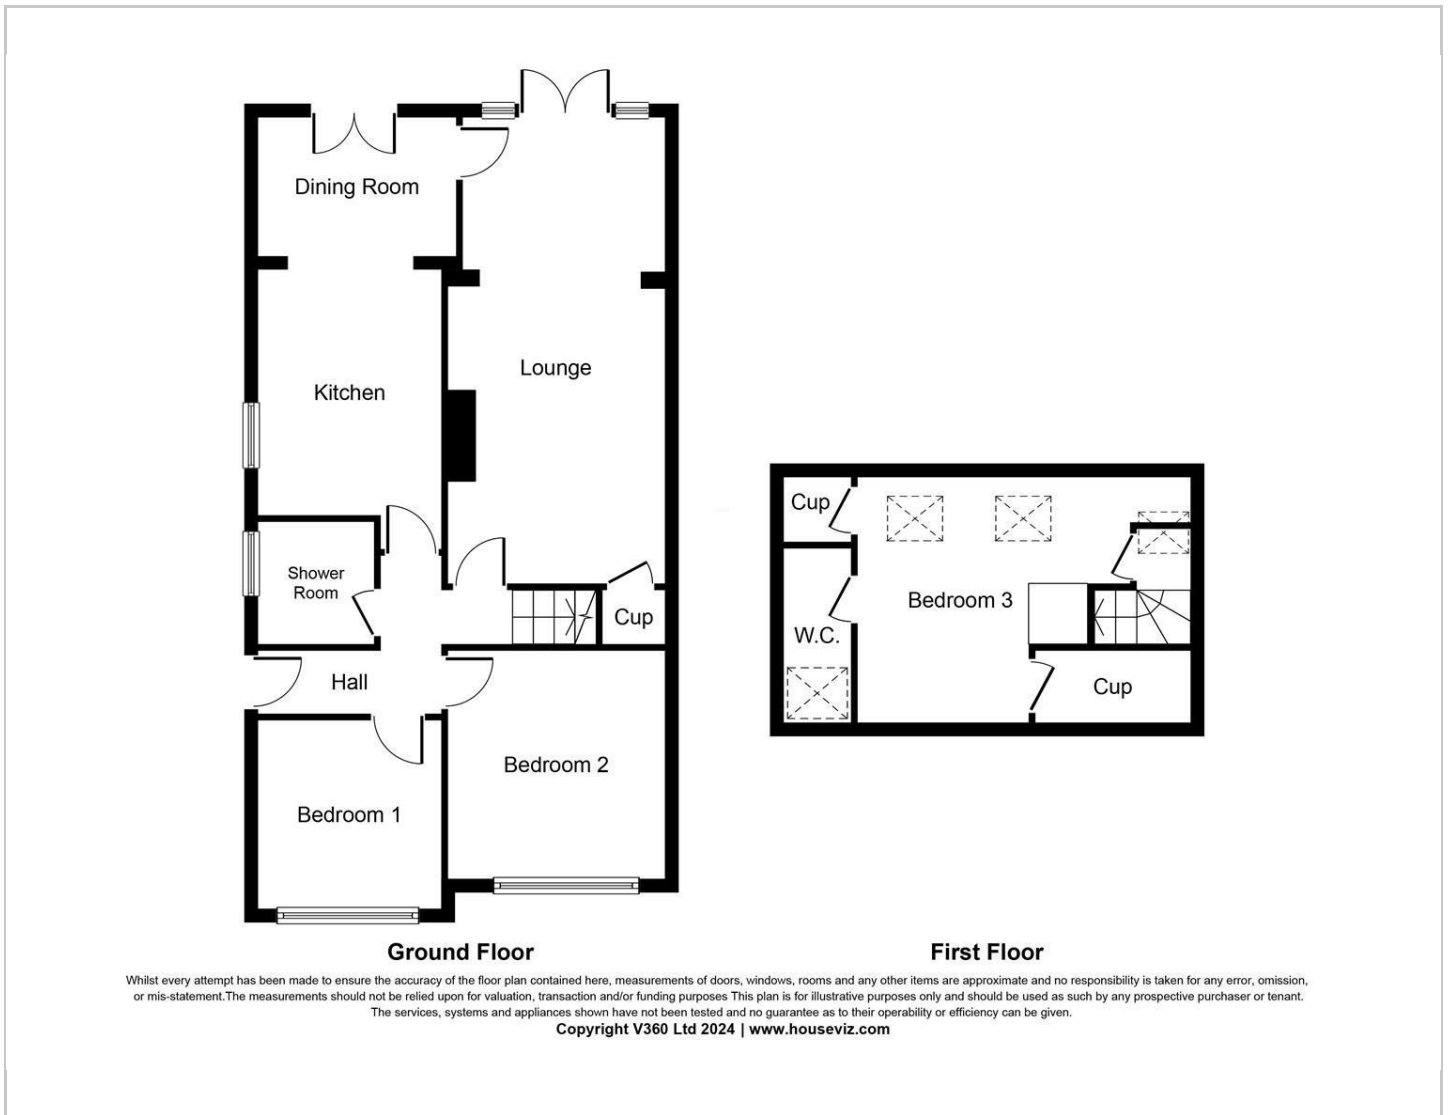 Dining Room
Lounge
Kitchen
Shower
Room
Cup
Hall
Bedroom 2
Bedroom 1
Cup
Bedroom 3
W.C.
Cup
Ground Floor
First Floor
Whilst every attempt has been made to ensure the accuracy of the floor plan contained here, measurements of doors, windows, rooms and any other items are approximate and no responsibility is taken for any error, omission,
or mis-statement.The measurements should not be relied upon for valuation, transaction and/or funding purposes This plan is for illustrative purposes only and should be used as such by any prospective purchaser or tenant.
The services, systems and appliances shown have not been tested and no guarantee as to their operability or efficiency can be given.
Copyright V360 Ltd 2024 | www.houseviz.com